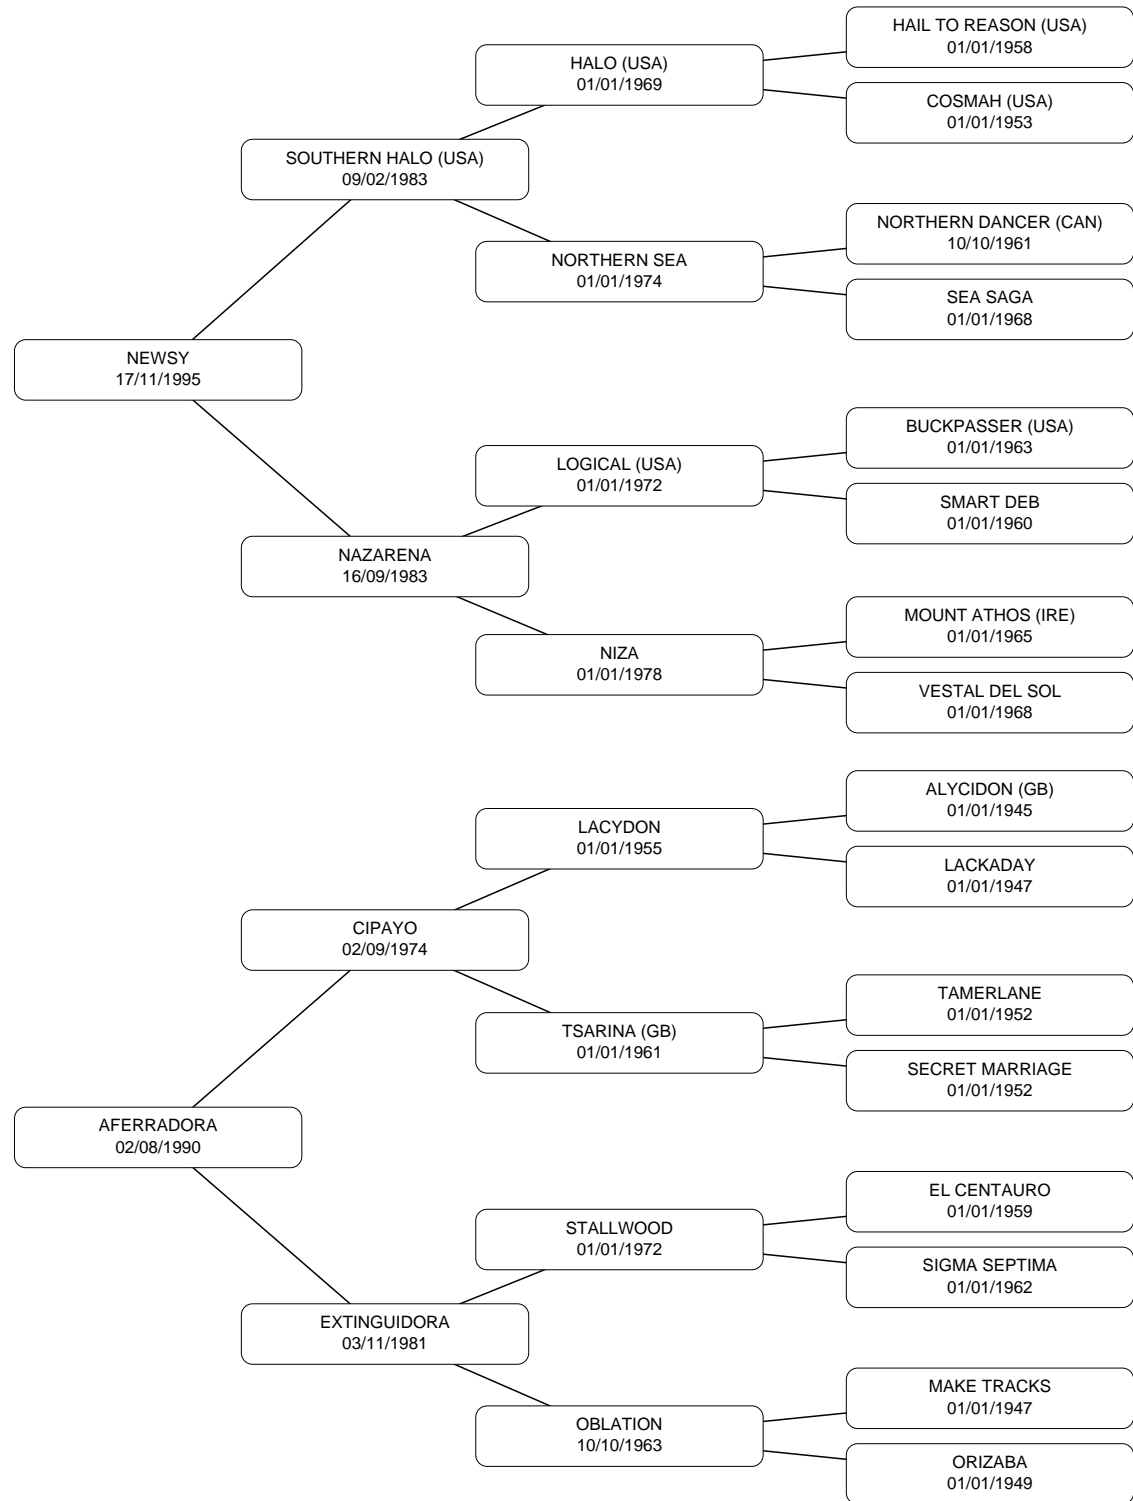 HAIL TO REASON (USA)
01/01/1958
HALO (USA)
01/01/1969
COSMAH (USA)
01/01/1953
SOUTHERN HALO (USA)
09/02/1983
NORTHERN DANCER (CAN)
10/10/1961
NORTHERN SEA
01/01/1974
SEA SAGA
01/01/1968
NEWSY
17/11/1995
BUCKPASSER (USA)
01/01/1963
LOGICAL (USA)
01/01/1972
SMART DEB
01/01/1960
NAZARENA
16/09/1983
MOUNT ATHOS (IRE)
01/01/1965
NIZA
01/01/1978
VESTAL DEL SOL
01/01/1968
ALYCIDON (GB)
01/01/1945
LACYDON
01/01/1955
LACKADAY
01/01/1947
CIPAYO
02/09/1974
TAMERLANE
01/01/1952
TSARINA (GB)
01/01/1961
SECRET MARRIAGE
01/01/1952
AFERRADORA
02/08/1990
EL CENTAURO
01/01/1959
STALLWOOD
01/01/1972
SIGMA SEPTIMA
01/01/1962
EXTINGUIDORA
03/11/1981
MAKE TRACKS
01/01/1947
OBLATION
10/10/1963
ORIZABA
01/01/1949